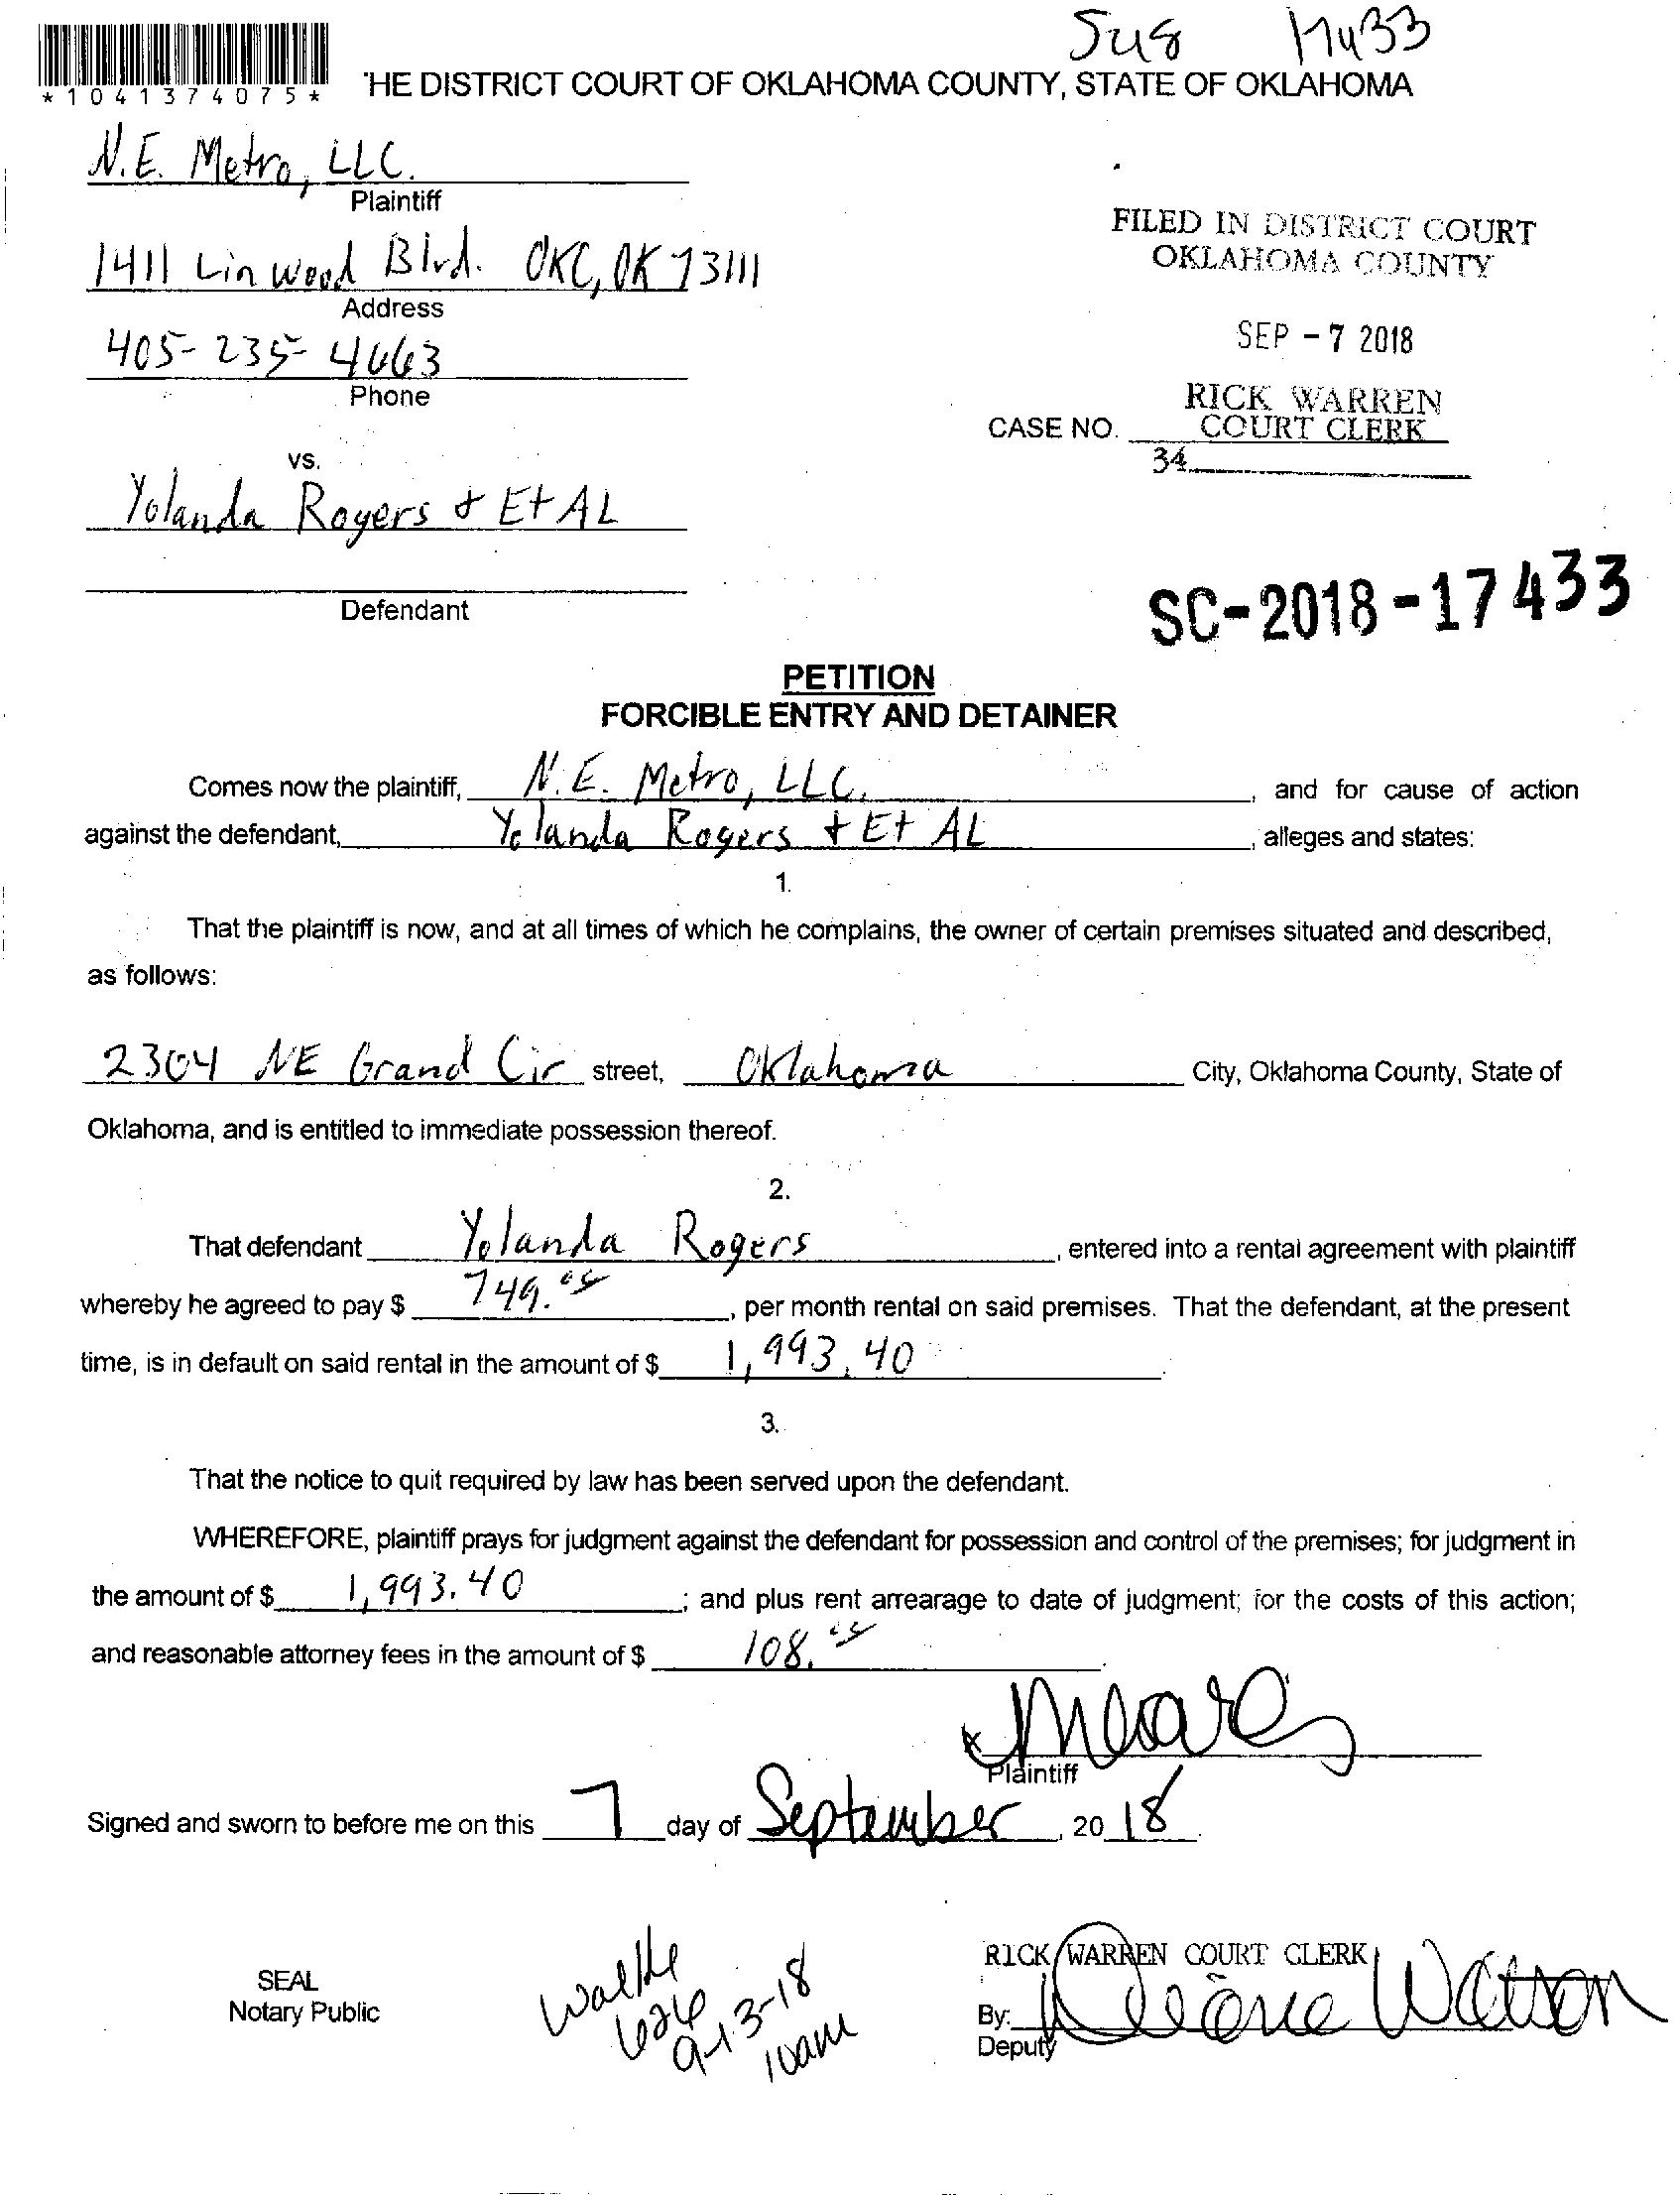 5u8 17433
*1041374075*
'HE DISTRICT COURT OF OKLAHOMA COUNTY, STATE OF OKLAHOMA
N.E. Metro, LLC.
Plaintiff
1411 Linwood Blvd. OKC, OK 73111
Address
405-235-4663
Phone
FILED IN DISTRICT COURT
OKLAHOMA COUNTY
SEP -7 2018
RICK WARREN
COURT CLERK
CASE NO.
34
vs.
Yolanda Rogers + Et AL
Defendant
SC-2018-17433
PETITION
FORCIBLE ENTRY AND DETAINER
Comes now the plaintiff, N.E. Metro, LLC, , and for cause of action
against the defendant, Yolanda Rogers + Et AL , alleges and states:
1.
That the plaintiff is now, and at all times of which he complains, the owner of certain premises situated and described,
as follows:
2304 NE Grand Cir street, Oklahoma City, Oklahoma County, State of
Oklahoma, and is entitled to immediate possession thereof.
2.
That defendant Yolanda Rogers , entered into a rental agreement with plaintiff
whereby he agreed to pay $ 749.00 , per month rental on said premises. That the defendant, at the present
time, is in default on said rental in the amount of $ 1,993.40 .
3.
That the notice to quit required by law has been served upon the defendant.
WHEREFORE, plaintiff prays for judgment against the defendant for possession and control of the premises; for judgment in
the amount of $ 1,993.40 ; and plus rent arrearage to date of judgment; for the costs of this action;
and reasonable attorney fees in the amount of $ 108.00 .
Plaintiff
Signed and sworn to before me on this 7 day of September , 20 18 .
SEAL
Notary Public
626
9-13-18
10am
RICK WARREN COURT CLERK
By: Diane Watson
Deputy